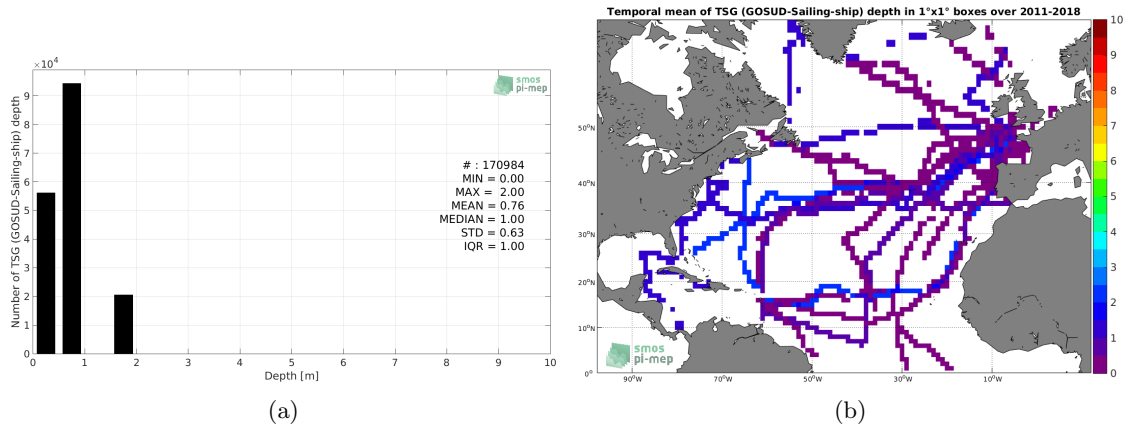 Temporal mean of TSG (GOSUD-Sailing-ship) depth in 1°x1° boxes over 2011-2018
×10⁴
9
8
7
6
5
4
3
2
1
0
Number of TSG (GOSUD-Sailing-ship) depth
smos
pi-mep
# : 170984
MIN = 0.00
MAX = 2.00
MEAN = 0.76
MEDIAN = 1.00
STD = 0.63
IQR = 1.00
0 1 2 3 4 5 6 7 8 9 10
Depth [m]
(a)
50°N
40°N
30°N
20°N
10°N
0°
90°W 70°W 50°W 30°W 10°W
smos
pi-mep
10
9
8
7
6
5
4
3
2
1
0
(b)